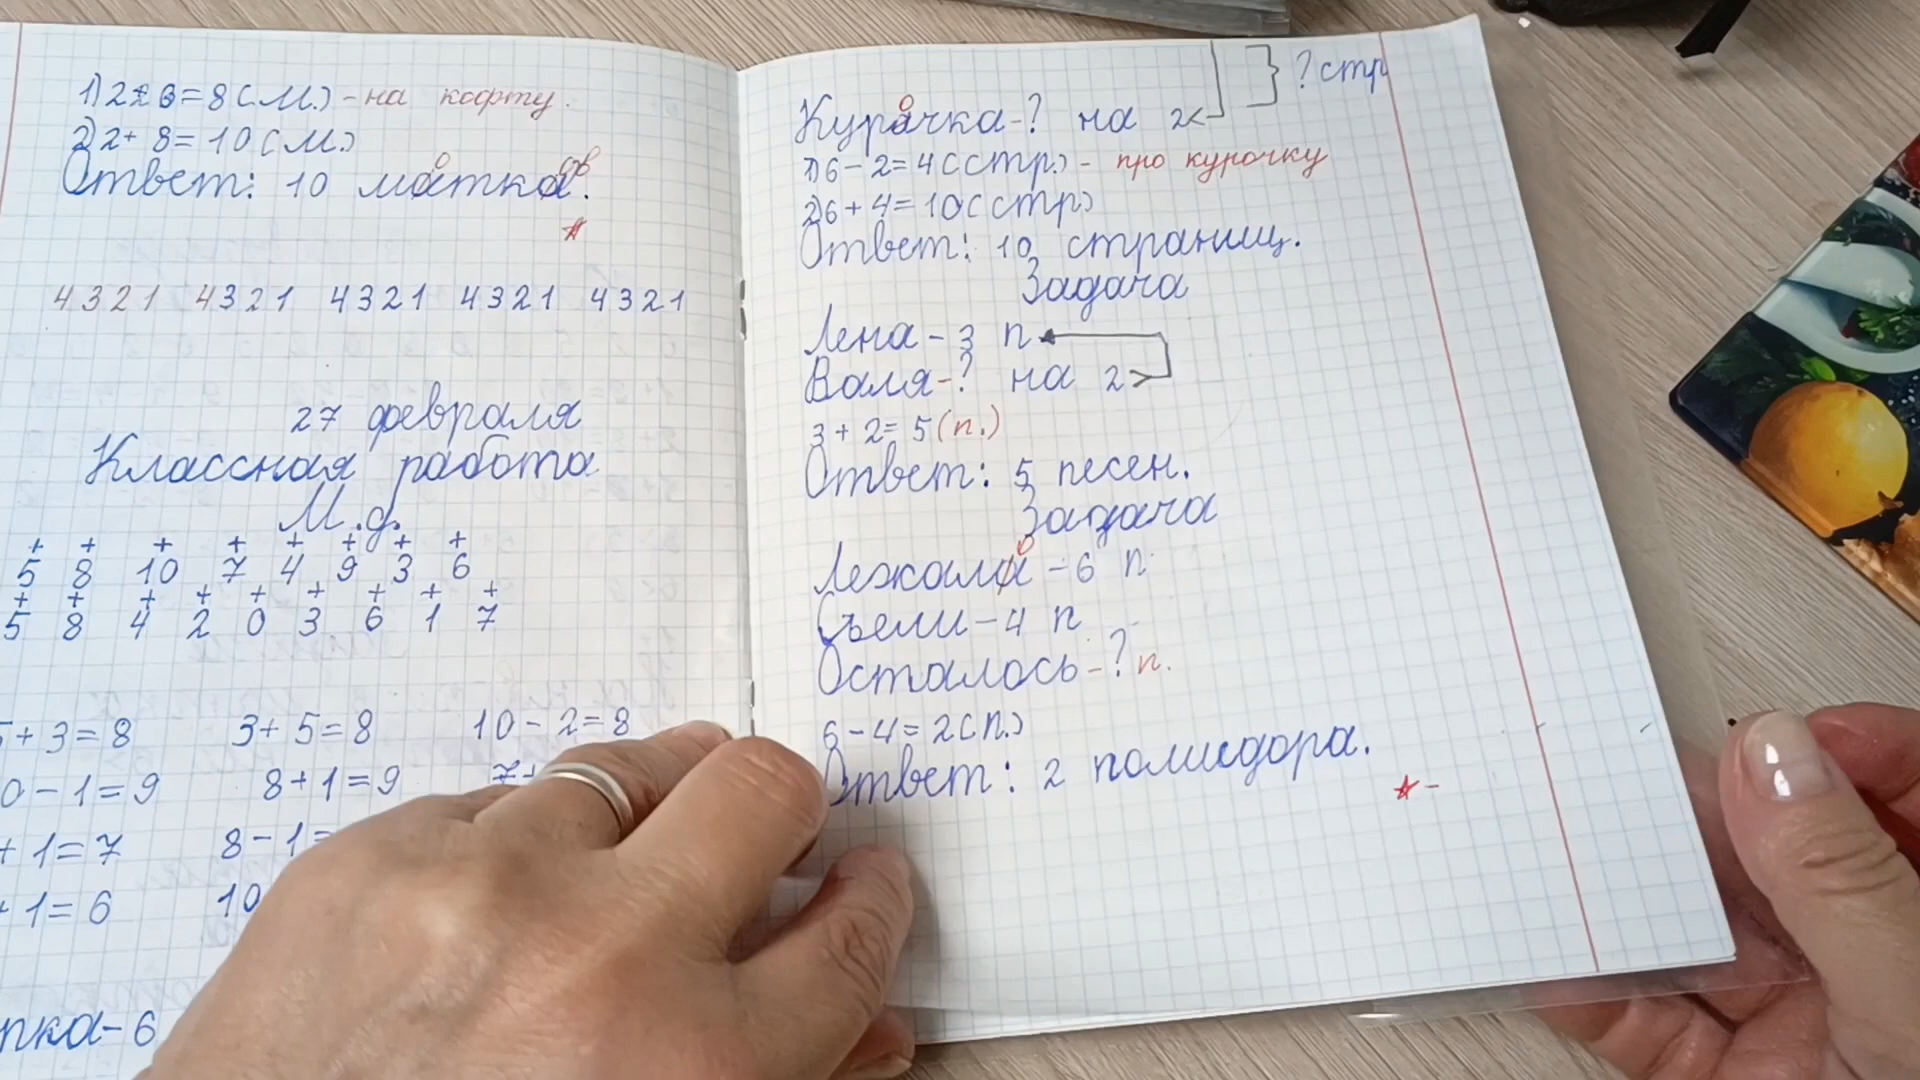 1) 2+6=8(м.) - на кофту.
2) 2+ 8= 10(м.)
Ответ: 10 мотков.
4321 4321 4321 4321 4321
27 февраля
Классная работа
М.д.
+ + + + + + + +
5 8 10 7 4 9 3 6
+ + + + + + + + +
5 8 4 2 0 3 6 1 7
+ 3 = 8 3+ 5=8 10 - 2=8
0 - 1 = 9 8+1=9 7+
+ 1= 7 8 - 1=
+ 1= 6 10
пка- 6
? стр
Курочка-? на 2<
1) 6 - 2= 4(стр.) - про курочку
2) 6 + 4= 10(стр)
Ответ: 10 страниц.
Задача
Лена - 3 п
Валя-? на 2>
3 + 2= 5(п.)
Ответ: 5 песен.
Задача
Лежало - 6 п
Съели - 4 п
Осталось-? п.
6 - 4= 2(п.)
Ответ: 2 помидора.